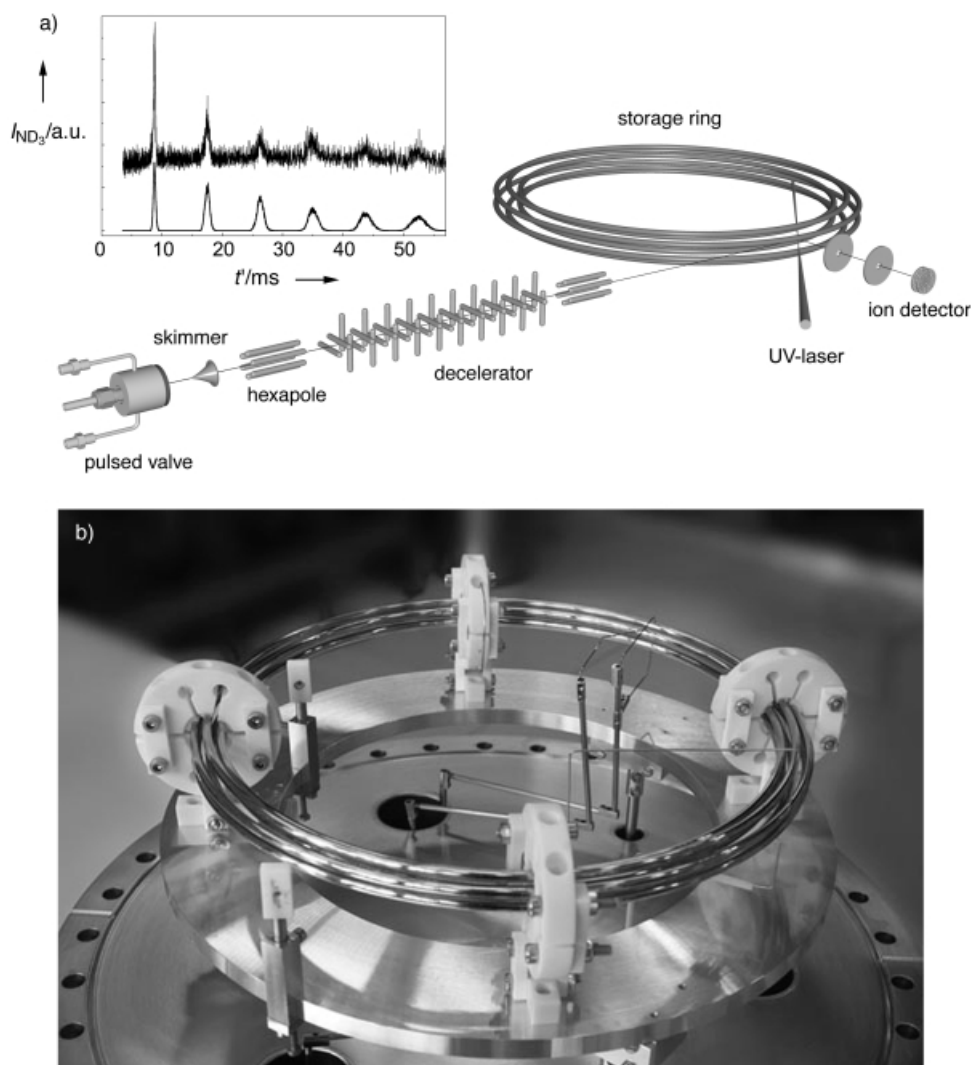 a)
I_ND₃/a.u.
0 10 20 30 40 50
t'/ms
storage ring
ion detector
UV-laser
skimmer
decelerator
hexapole
pulsed valve
b)